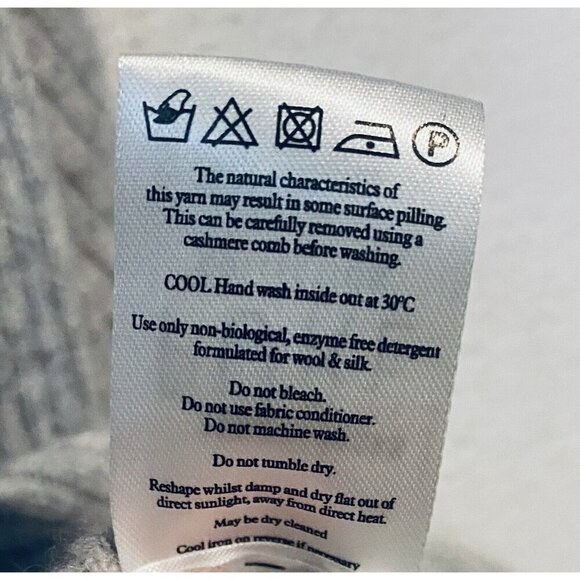 P
The natural characteristics of
this yarn may result in some surface pilling.
This can be carefully removed using a
cashmere comb before washing.
COOL Hand wash inside out at 30°C
Use only non-biological, enzyme free detergent
formulated for wool & silk.
Do not bleach.
Do not use fabric conditioner.
Do not machine wash.
Do not tumble dry.
Reshape whilst damp and dry flat out of
direct sunlight, away from direct heat.
May be dry cleaned
Cool iron on reverse if necessary